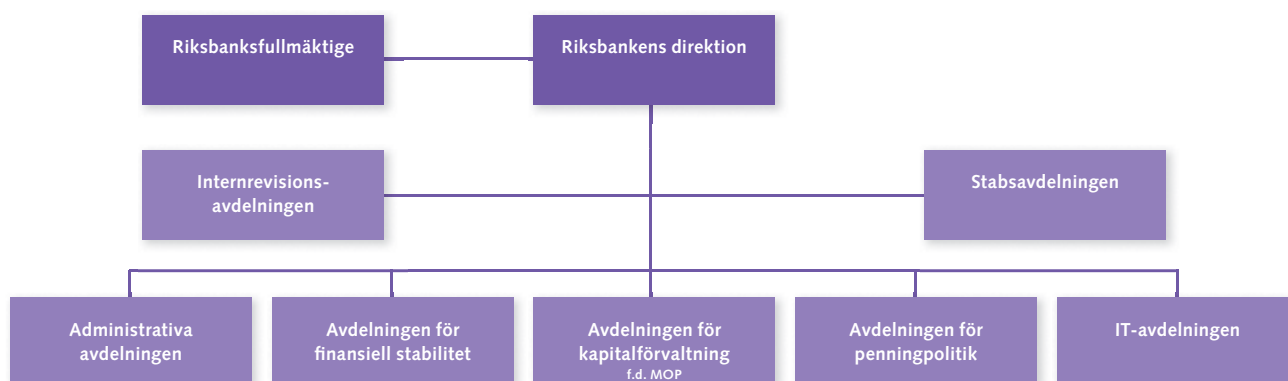 Riksbanksfullmäktige
Riksbankens direktion
Internrevisions-
avdelningen
Stabsavdelningen
Administrativa
avdelningen
Avdelningen för
finansiell stabilitet
Avdelningen för
kapitalförvaltning
f.d. MOP
Avdelningen för
penningpolitik
IT-avdelningen